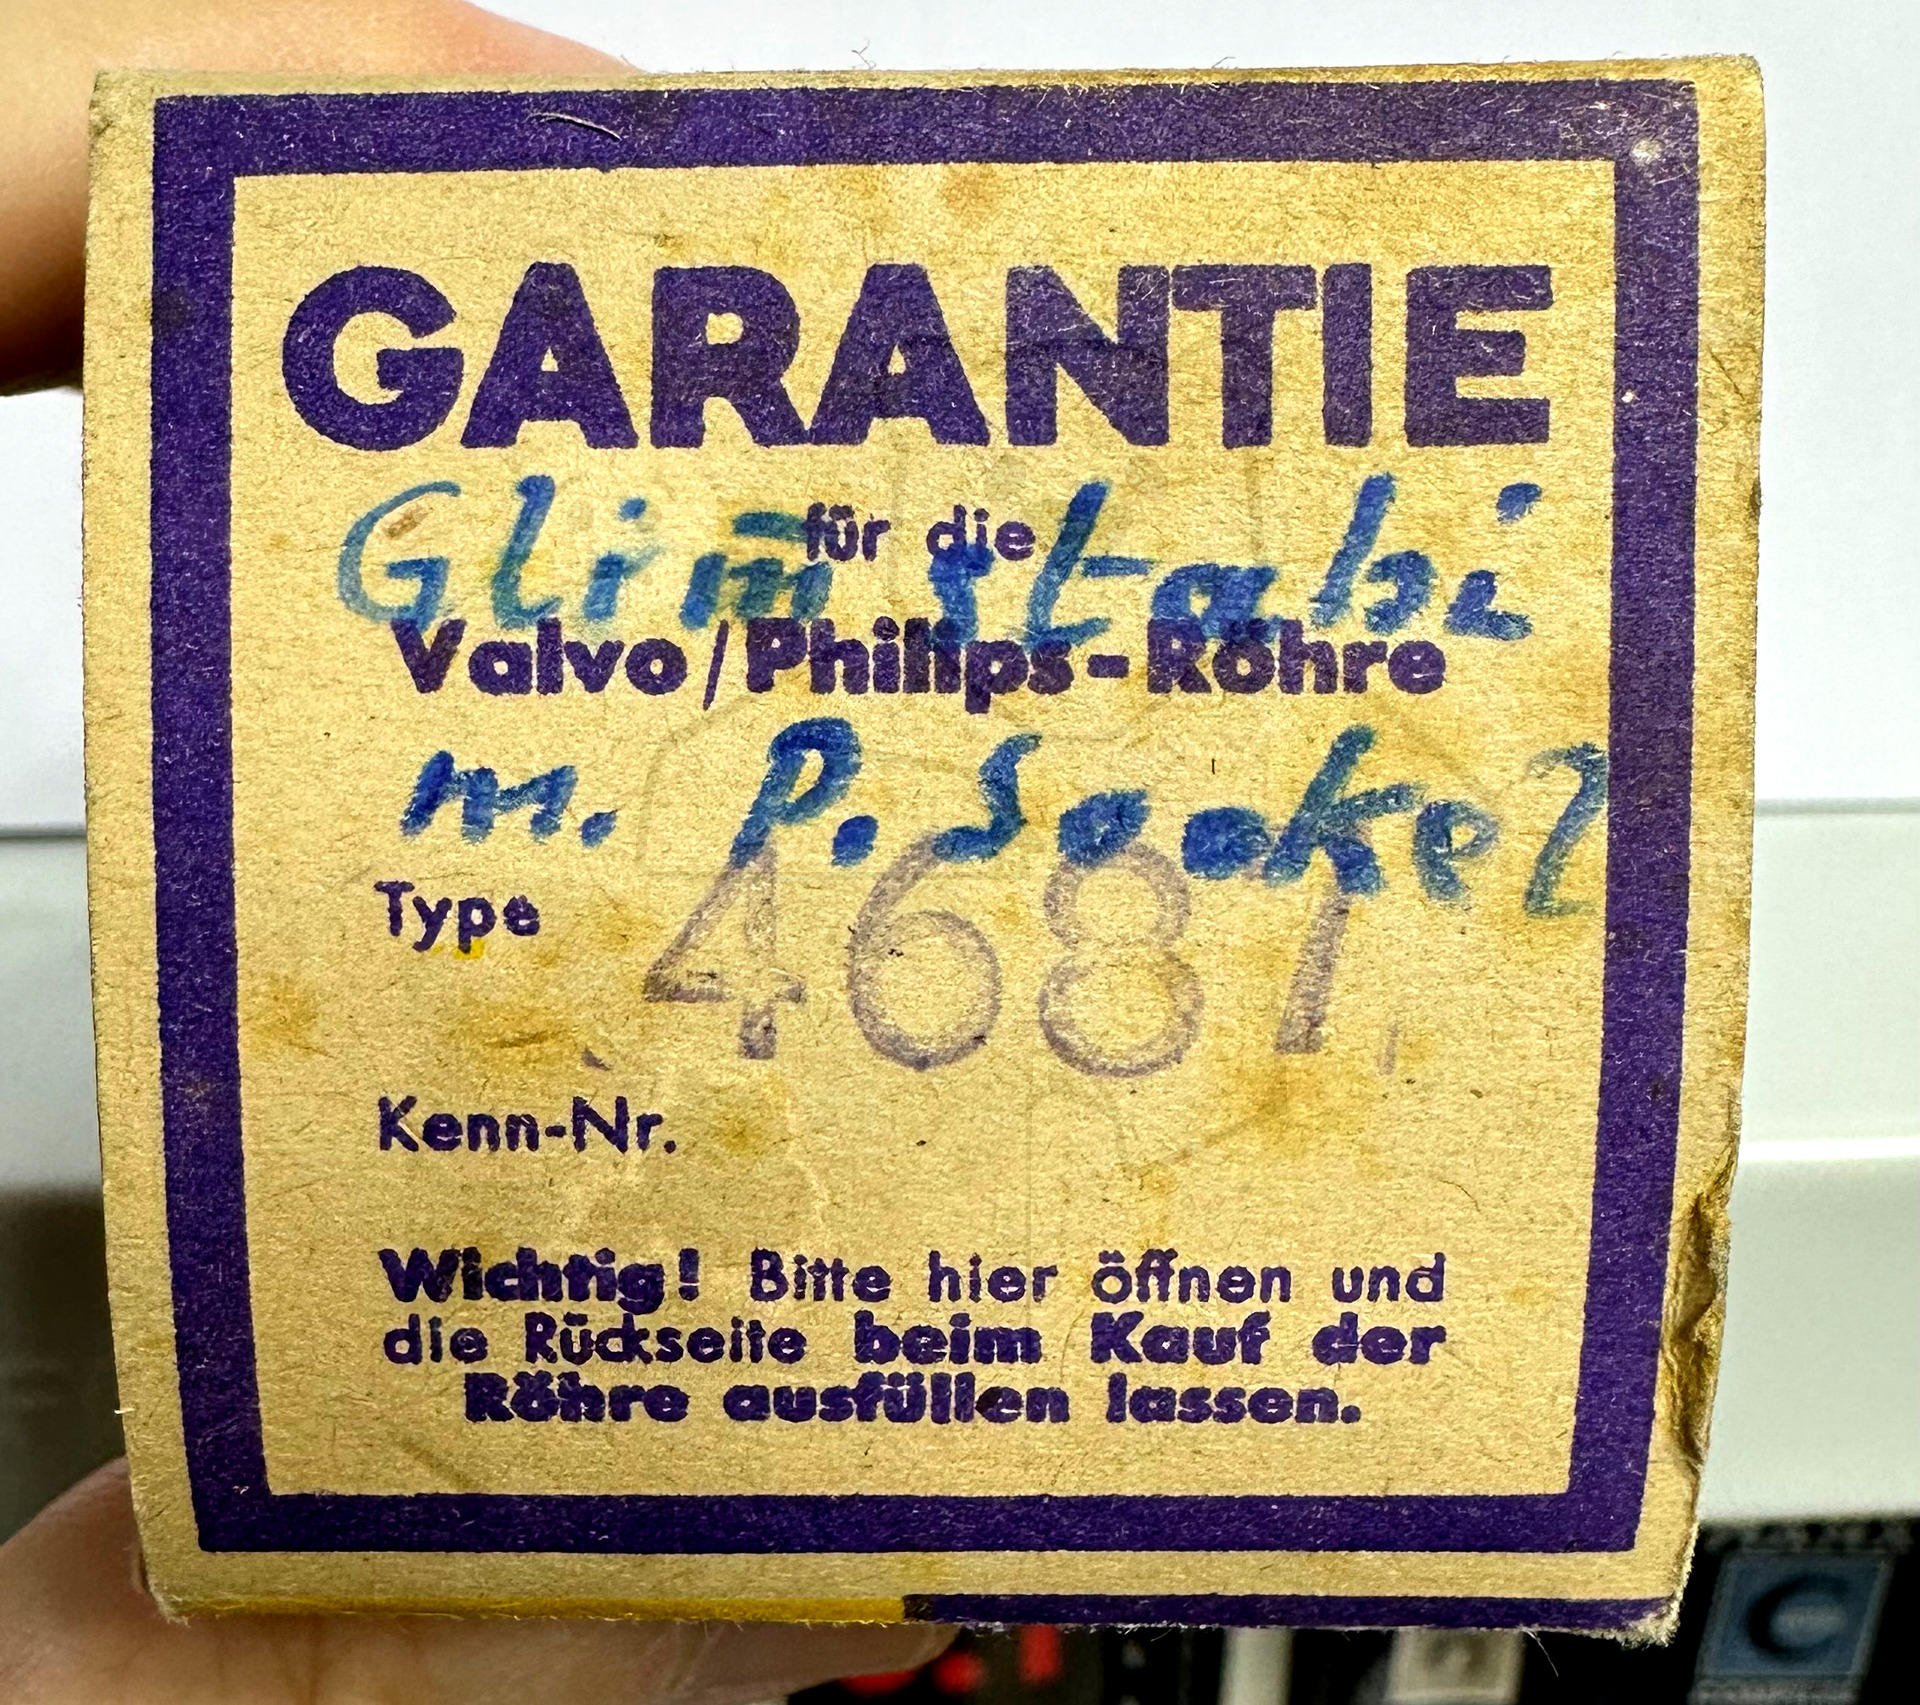 GARANTIE
für die
Glimmstabi
Valvo/Philips-Röhre
m. P. Sockel
Type 4687
Kenn-Nr.
Wichtig! Bitte hier öffnen und
die Rückseite beim Kauf der
Röhre ausfüllen lassen.